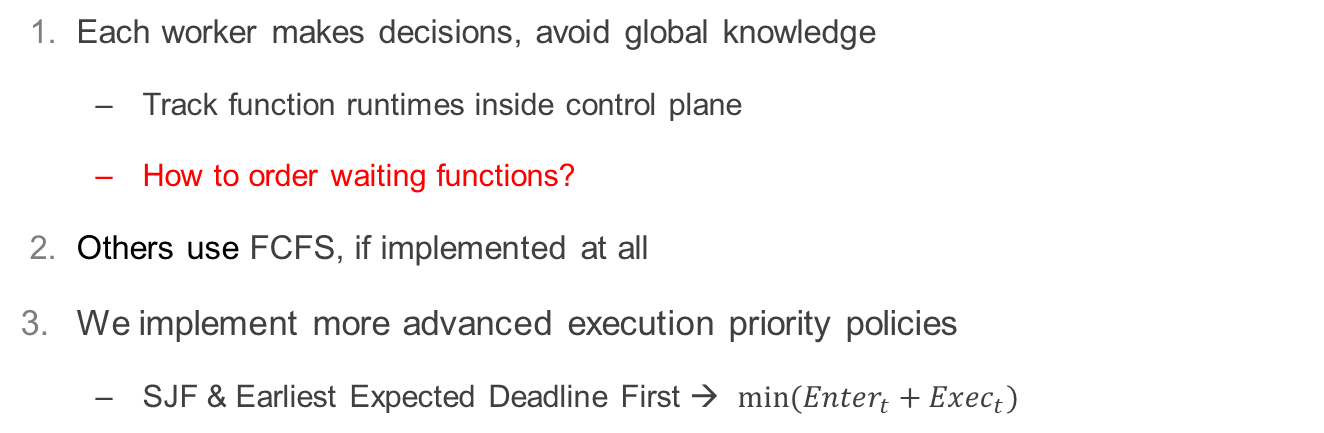 1. Each worker makes decisions, avoid global knowledge
– Track function runtimes inside control plane
– How to order waiting functions?
2. Others use FCFS, if implemented at all
3. We implement more advanced execution priority policies
– SJF & Earliest Expected Deadline First → min(Enterₜ + Execₜ)